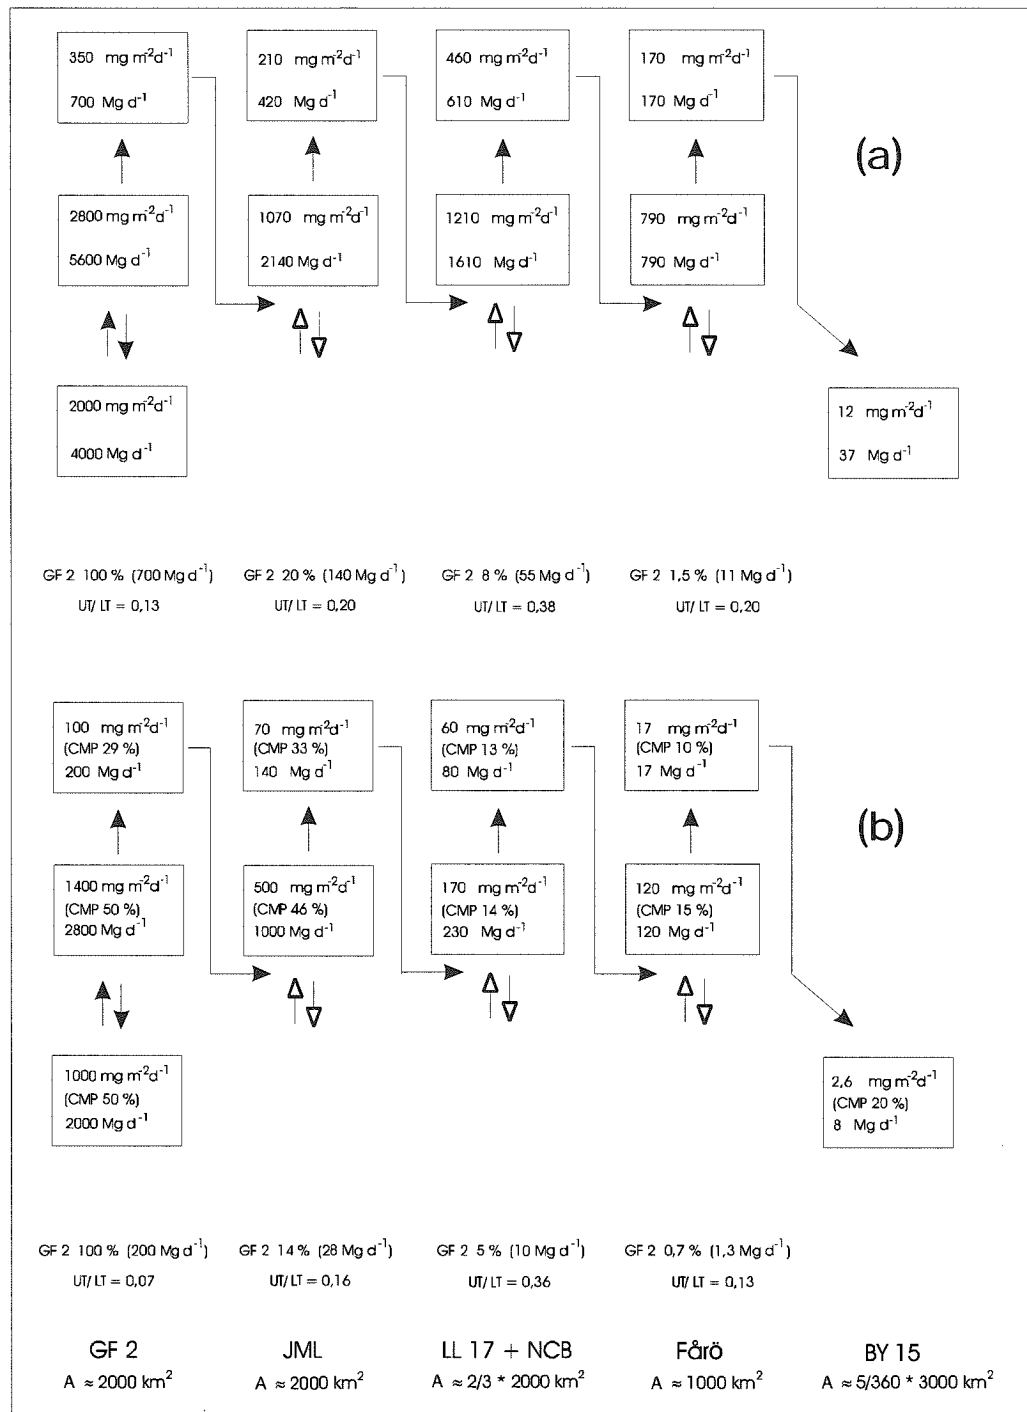 350 mg m⁻²d⁻¹
700 Mg d⁻¹
210 mg m⁻²d⁻¹
420 Mg d⁻¹
460 mg m⁻²d⁻¹
610 Mg d⁻¹
170 mg m⁻²d⁻¹
170 Mg d⁻¹
(a)
2800 mg m⁻²d⁻¹
5600 Mg d⁻¹
1070 mg m⁻²d⁻¹
2140 Mg d⁻¹
1210 mg m⁻²d⁻¹
1610 Mg d⁻¹
790 mg m⁻²d⁻¹
790 Mg d⁻¹
2000 mg m⁻²d⁻¹
4000 Mg d⁻¹
12 mg m⁻²d⁻¹
37 Mg d⁻¹
GF 2 100 % (700 Mg d⁻¹)
UT/ LT = 0,13
GF 2 20 % (140 Mg d⁻¹)
UT/ LT = 0,20
GF 2 8 % (55 Mg d⁻¹)
UT/ LT = 0,38
GF 2 1,5 % (11 Mg d⁻¹)
UT/ LT = 0,20
100 mg m⁻²d⁻¹
(CMP 29 %)
200 Mg d⁻¹
70 mg m⁻²d⁻¹
(CMP 33 %)
140 Mg d⁻¹
60 mg m⁻²d⁻¹
(CMP 13 %)
80 Mg d⁻¹
17 mg m⁻²d⁻¹
(CMP 10 %)
17 Mg d⁻¹
(b)
1400 mg m⁻²d⁻¹
(CMP 50 %)
2800 Mg d⁻¹
500 mg m⁻²d⁻¹
(CMP 46 %)
1000 Mg d⁻¹
170 mg m⁻²d⁻¹
(CMP 14 %)
230 Mg d⁻¹
120 mg m⁻²d⁻¹
(CMP 15 %)
120 Mg d⁻¹
1000 mg m⁻²d⁻¹
(CMP 50 %)
2000 Mg d⁻¹
2,6 mg m⁻²d⁻¹
(CMP 20 %)
8 Mg d⁻¹
GF 2 100 % (200 Mg d⁻¹)
UT/ LT = 0,07
GF 2 14 % (28 Mg d⁻¹)
UT/ LT = 0,16
GF 2 5 % (10 Mg d⁻¹)
UT/ LT = 0,36
GF 2 0,7 % (1,3 Mg d⁻¹)
UT/ LT = 0,13
GF 2
A ≈ 2000 km²
JML
A ≈ 2000 km²
LL 17 + NCB
A ≈ 2/3 * 2000 km²
Fårö
A ≈ 1000 km²
BY 15
A ≈ 5/360 * 3000 km²